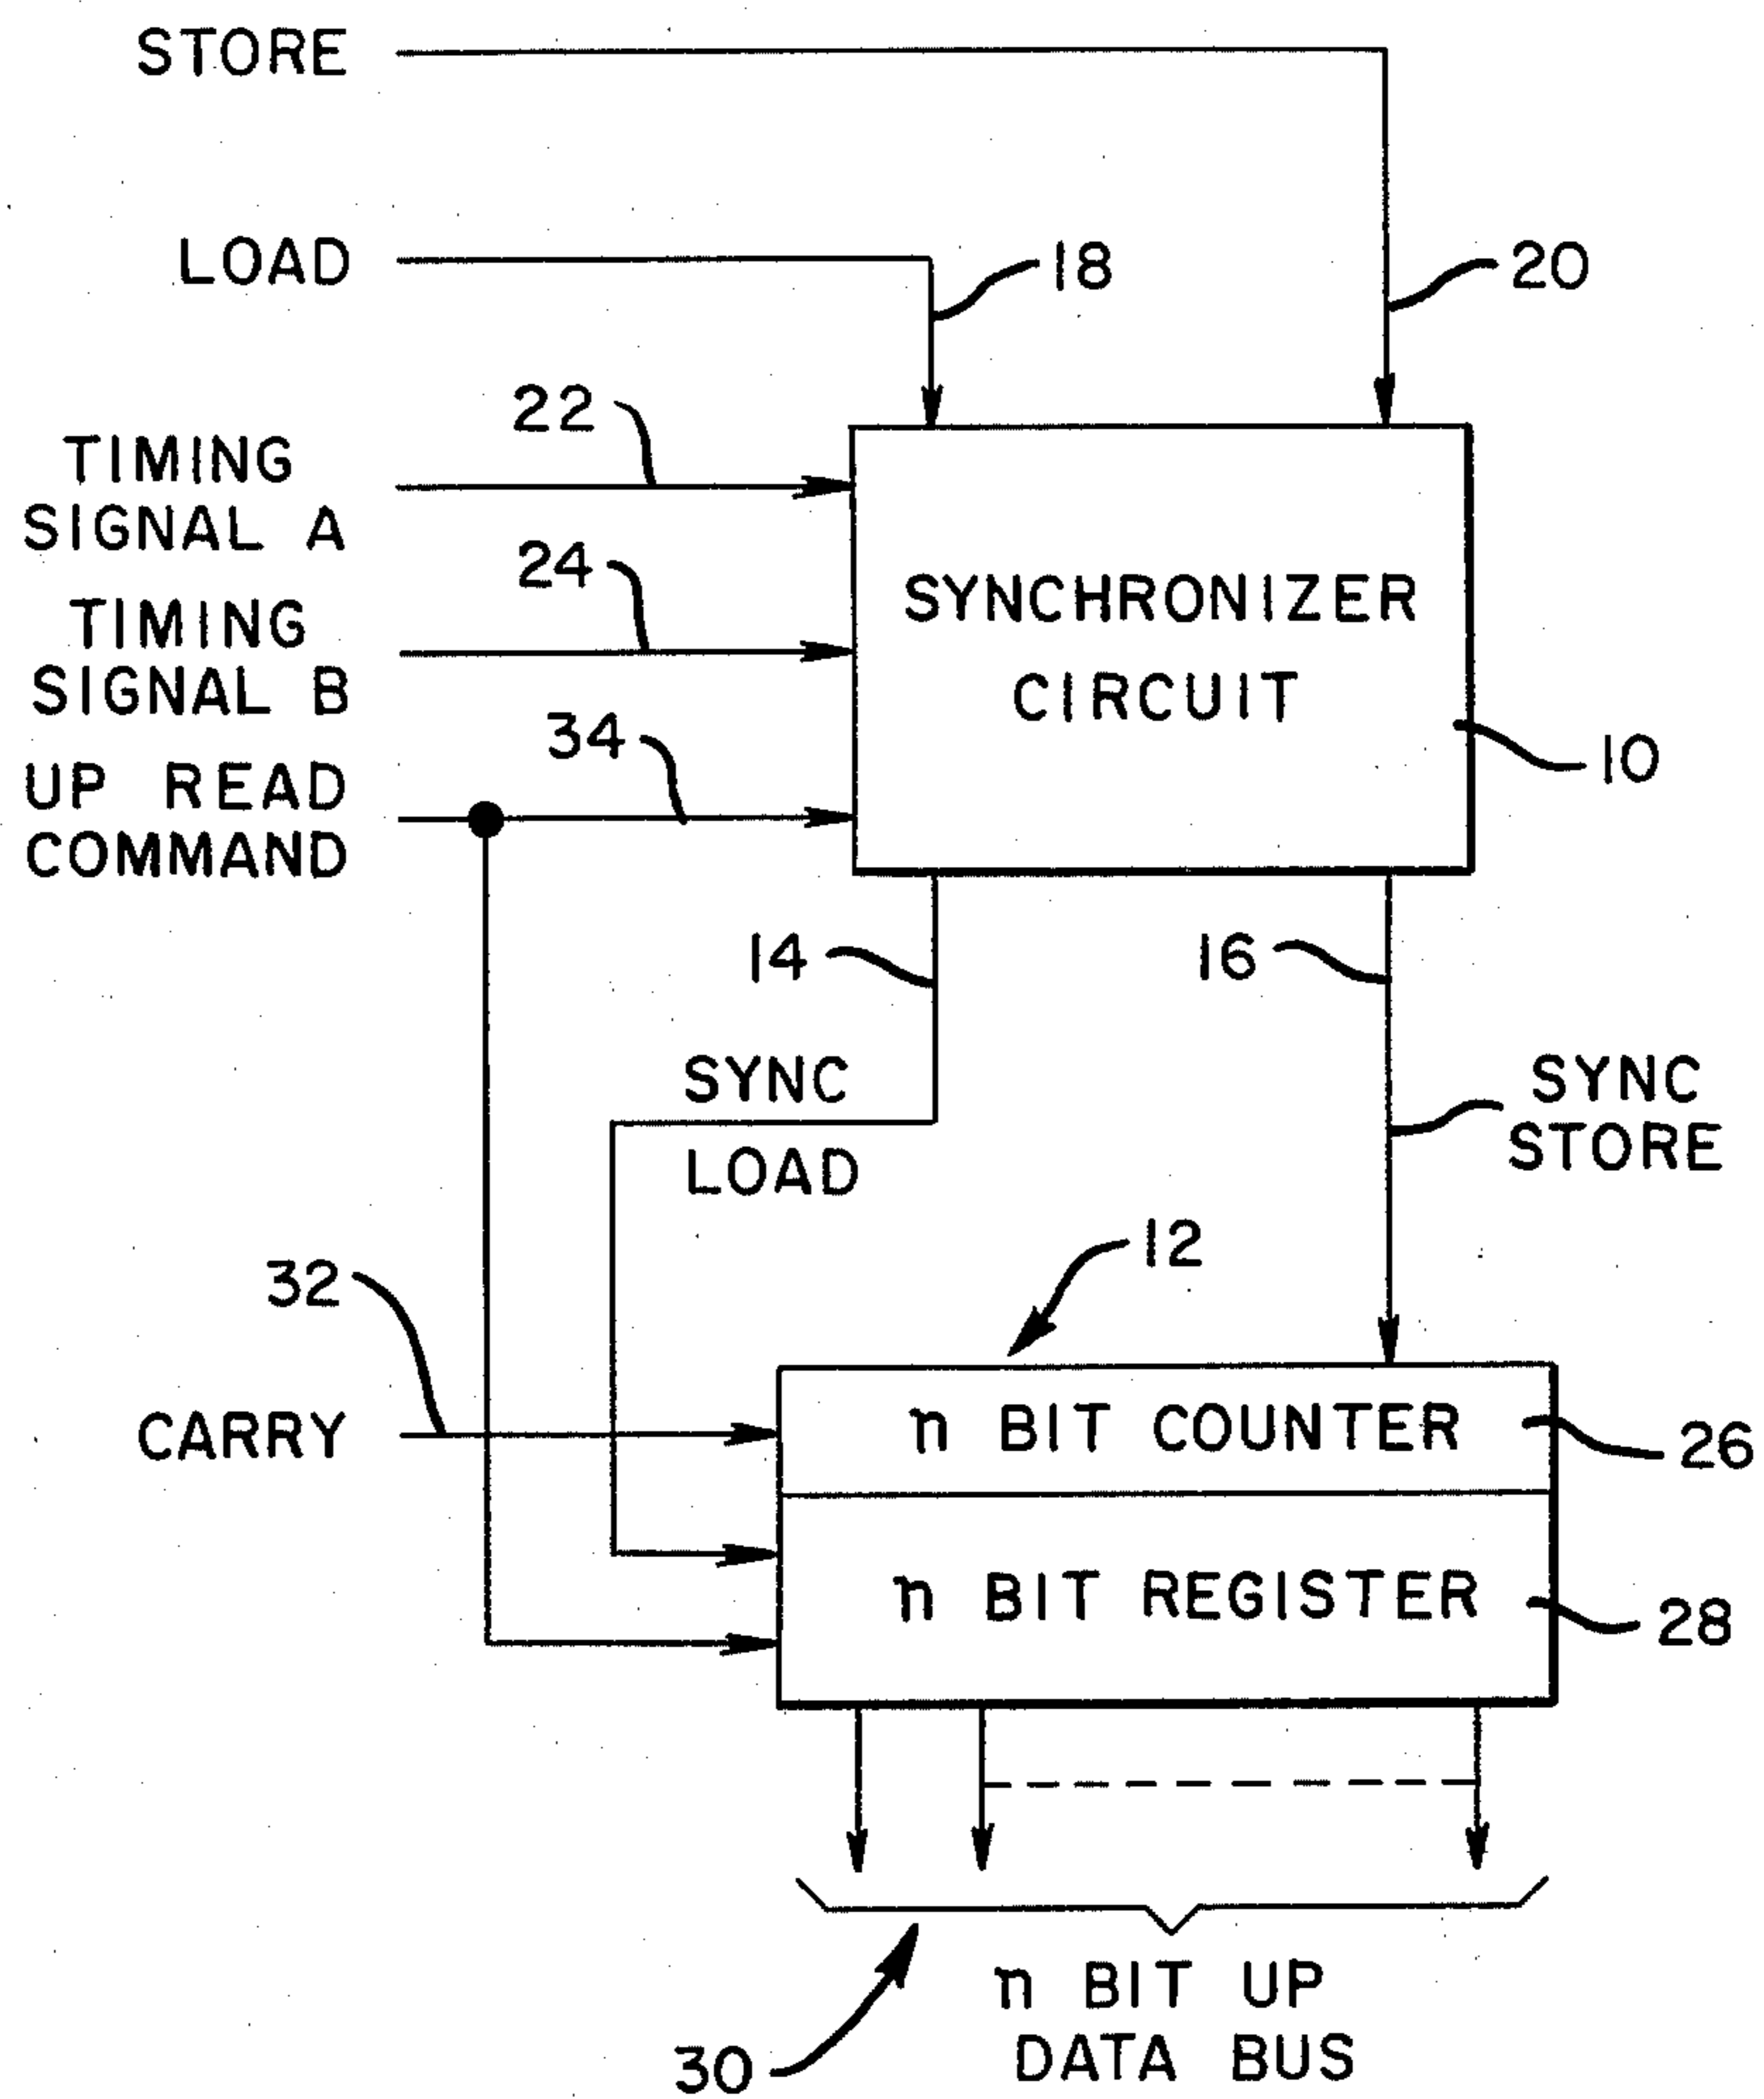 STORE
LOAD
18
20
22
TIMING
SIGNAL A
24
TIMING
SIGNAL B
34
UP READ
COMMAND
SYNCHRONIZER
CIRCUIT
10
14
16
SYNC
LOAD
SYNC
STORE
12
32
CARRY
n BIT COUNTER
26
n BIT REGISTER
28
n BIT UP
DATA BUS
30